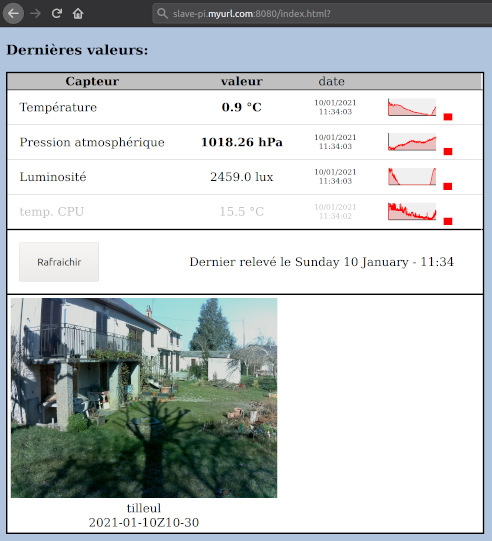 slave-pi.myurl.com:8080/index.html?
Dernières valeurs:
Capteur valeur date
Température 0.9 °C 10/01/2021
11:34:03
Pression atmosphérique 1018.26 hPa 10/01/2021
11:34:03
Luminosité 2459.0 lux 10/01/2021
11:34:03
temp. CPU 15.5 °C 10/01/2021
11:34:02
Rafraichir Dernier relevé le Sunday 10 January - 11:34
tilleul
2021-01-10Z10-30